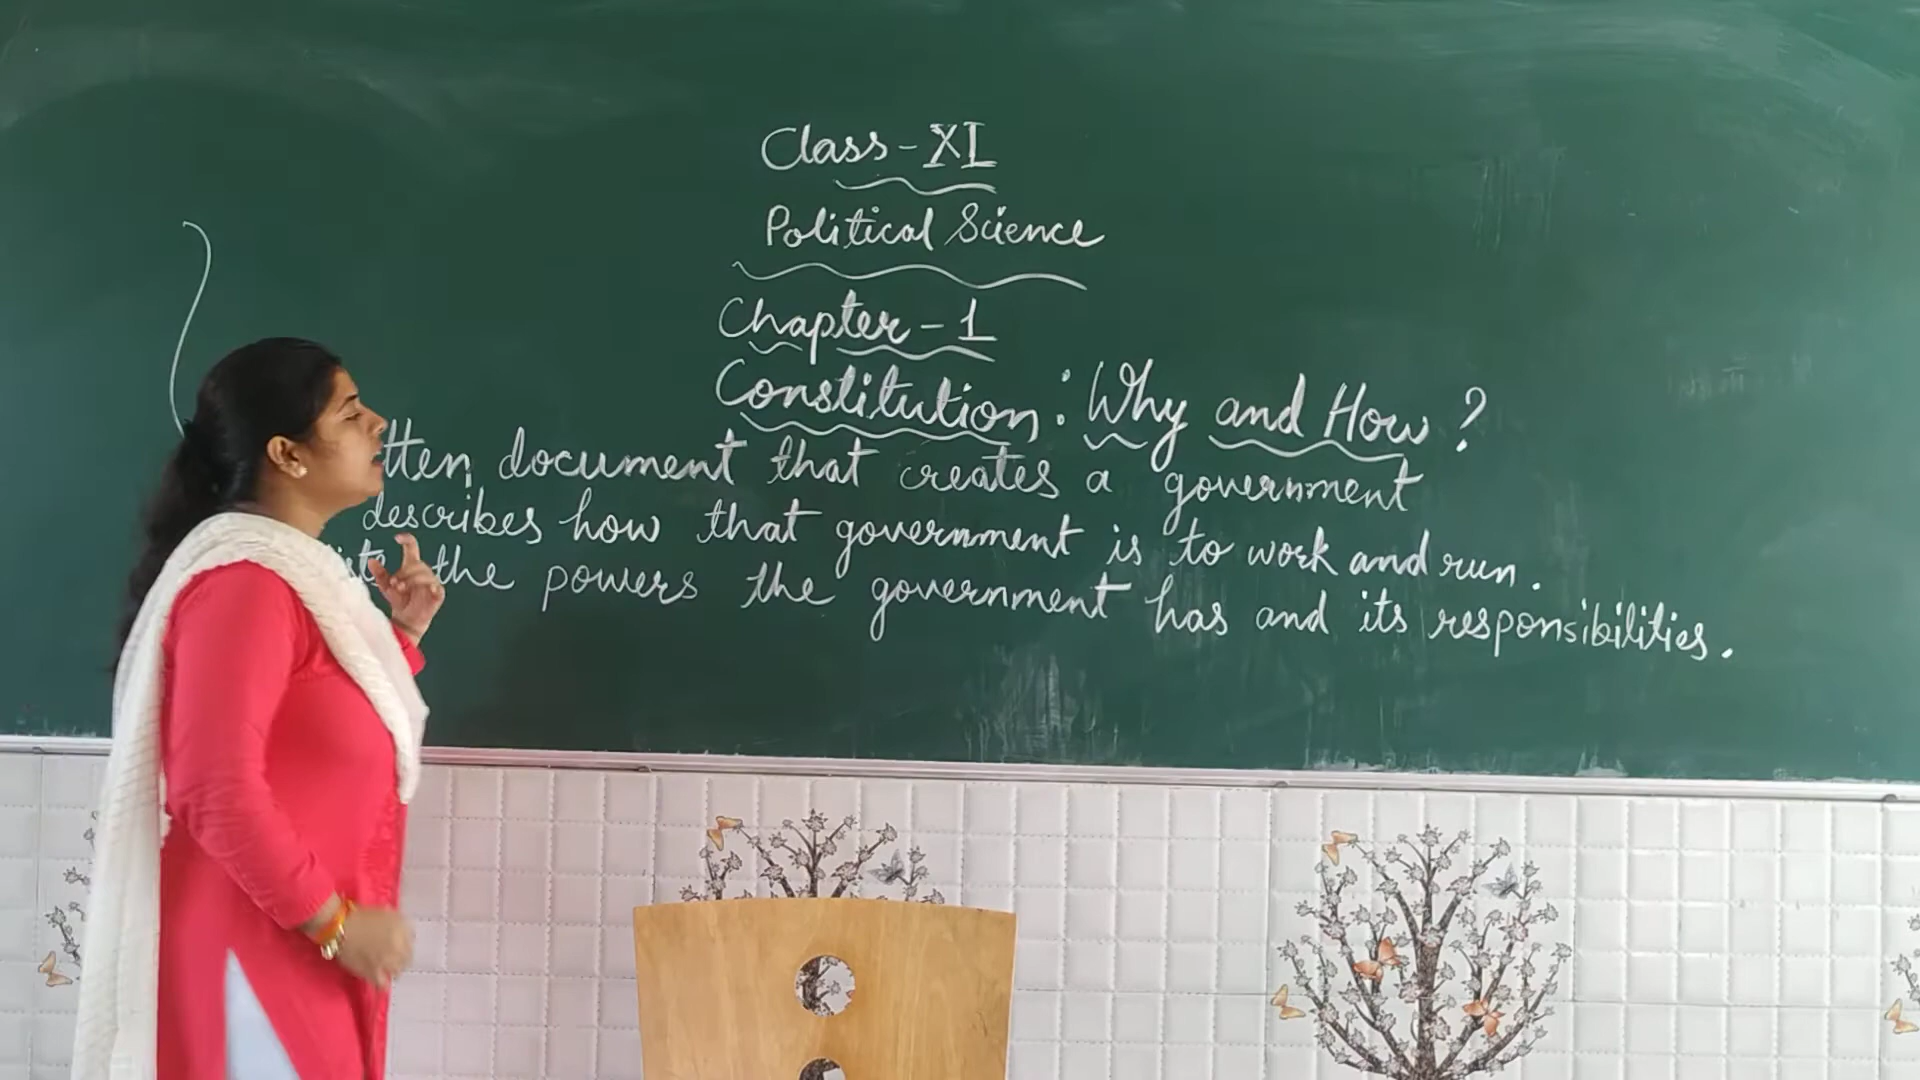 Class-XI
Political Science
Chapter-1
Constitution: Why and How?
document that creates a government
describes how that government is to work and run.
the powers the government has and its responsibilities.